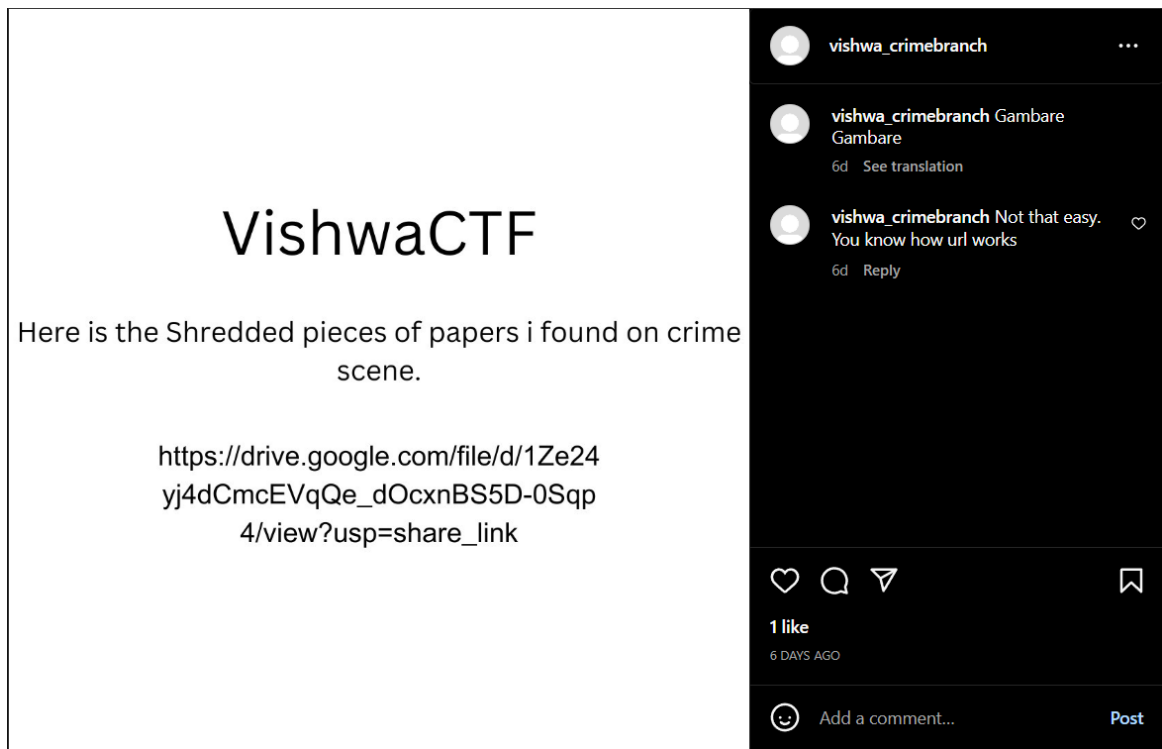 VishwaCTF
Here is the Shredded pieces of papers i found on crime
scene.
https://drive.google.com/file/d/1Ze24
yj4dCmcEVqQe_dOcxnBS5D-0Sqp
4/view?usp=share_link
vishwa_crimebranch
vishwa_crimebranch Gambare
Gambare
6d See translation
vishwa_crimebranch Not that easy.
You know how url works
6d Reply
1 like
6 DAYS AGO
Add a comment...
Post